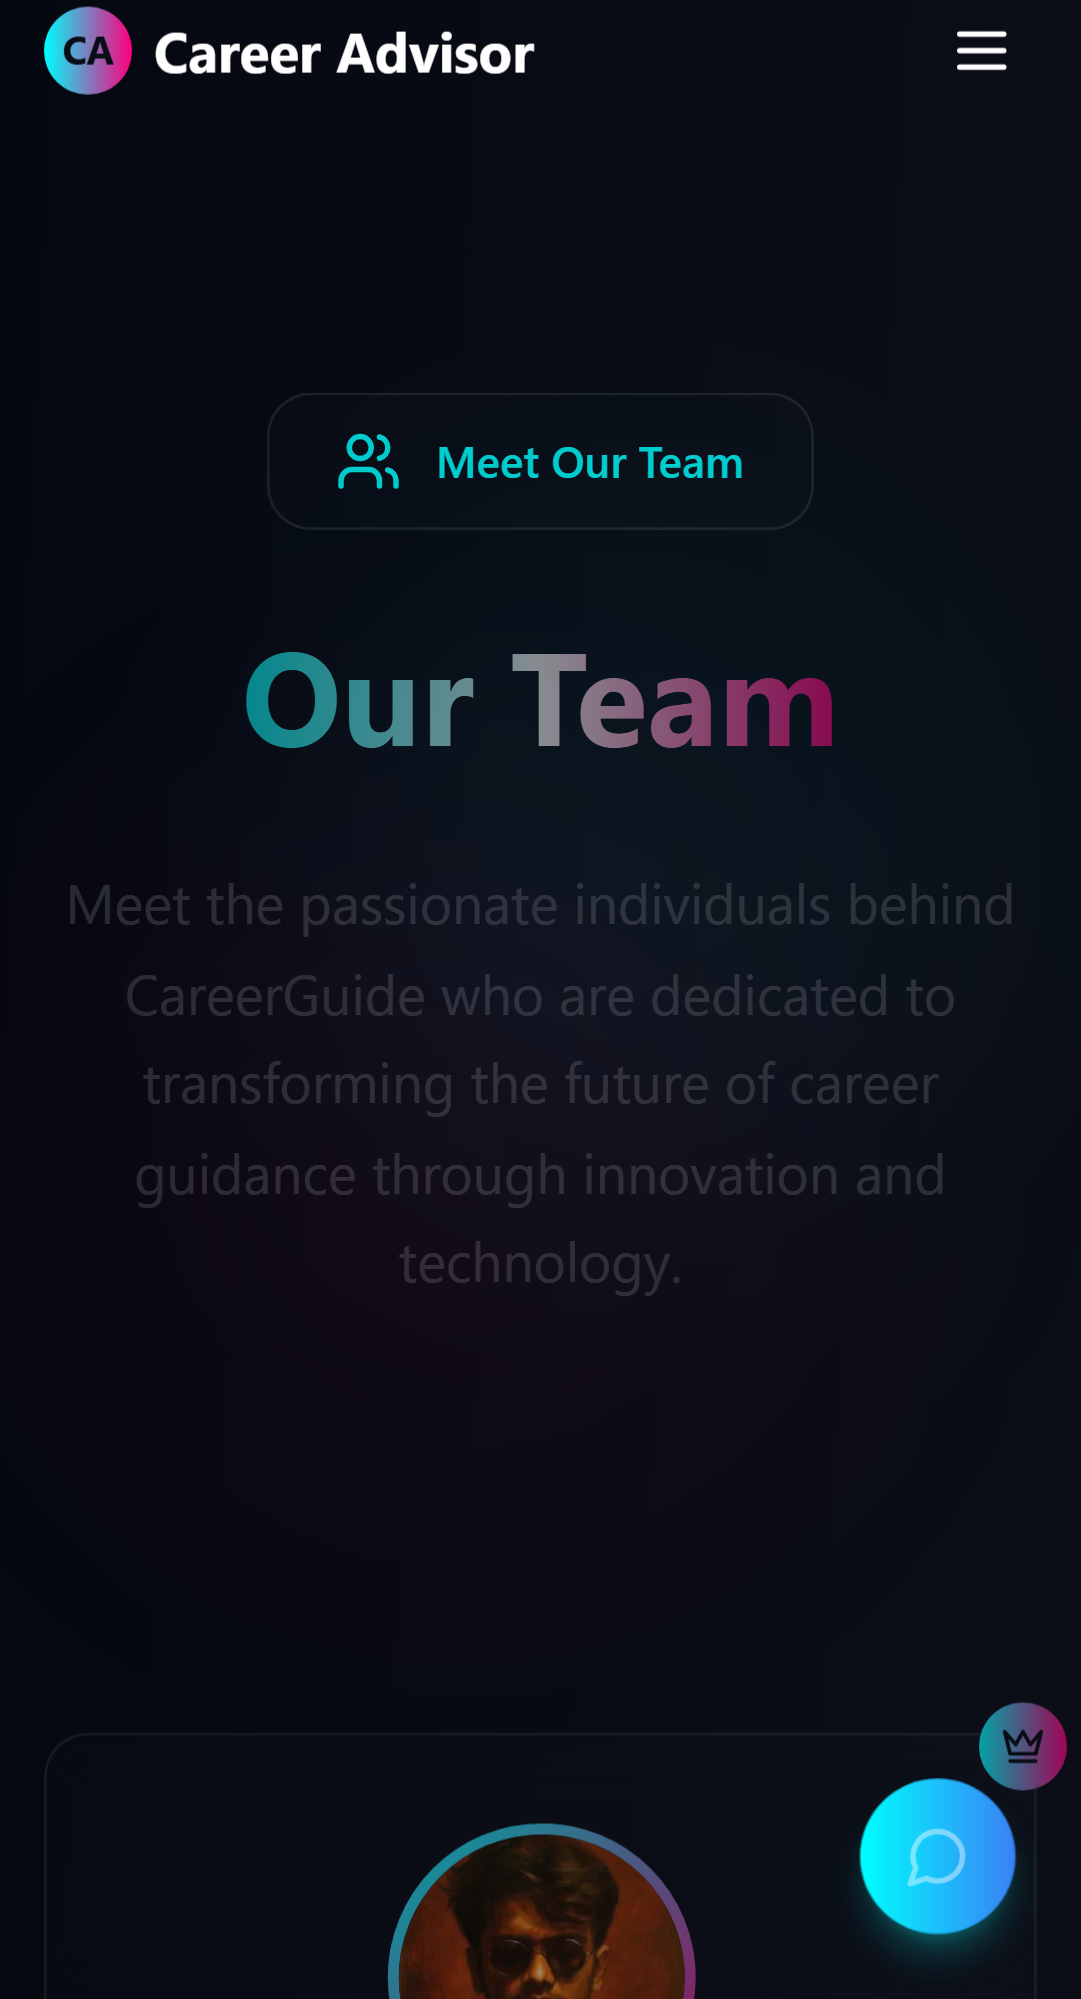 CA Career Advisor
Meet Our Team
Our Team
Meet the passionate individuals behind
CareerGuide who are dedicated to
transforming the future of career
guidance through innovation and
technology.